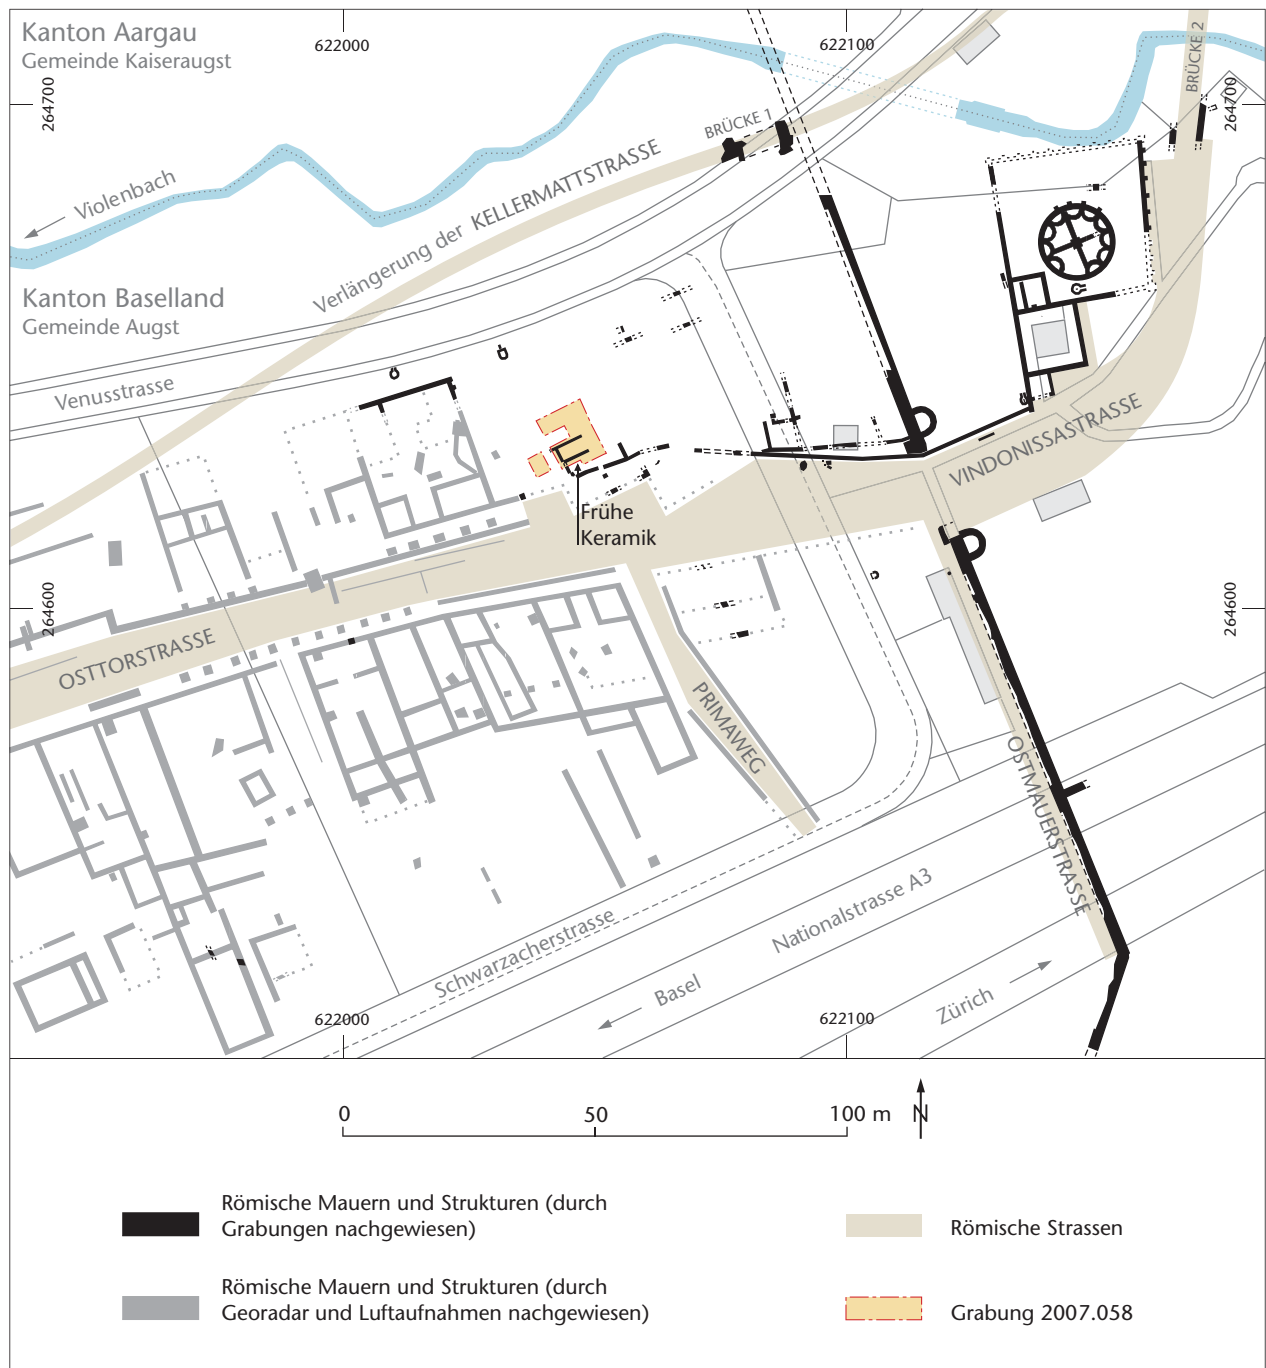 Kanton Aargau
Gemeinde Kaiseraugst
622000
622100
264700
264700
BRÜCKE 2
BRÜCKE 1
Violenbach
Verlängerung der KELLERMATTSTRASSE
Kanton Baselland
Gemeinde Augst
Venusstrasse
VINDONISSASTRASSE
Frühe
Keramik
264600
264600
OSTTORSTRASSE
PRIMAWEG
OSTMAUERSTRASSE
Nationalstrasse A3
Schwarzacherstrasse
Basel
Zürich
622000
622100
0
50
100 m
N
Römische Mauern und Strukturen (durch
Grabungen nachgewiesen)
Römische Strassen
Römische Mauern und Strukturen (durch
Georadar und Luftaufnahmen nachgewiesen)
Grabung 2007.058